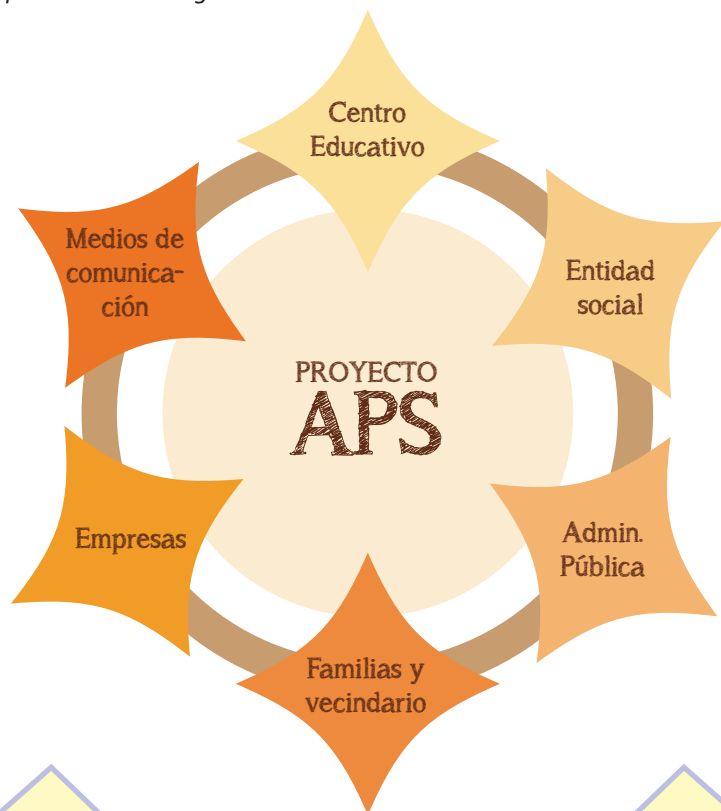 Centro
Educativo
Medios de
comunica-
ción
Entidad
social
PROYECTO
APS
Empresas
Admin.
Pública
Familias y
vecindario